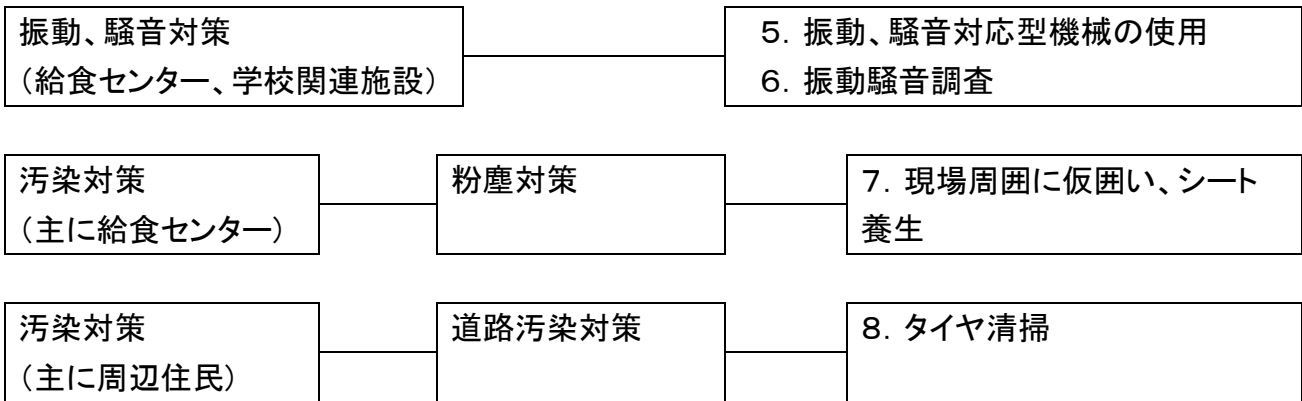 振動、騒音対策
（給食センター、学校関連施設）
５．振動、騒音対応型機械の使用
６．振動騒音調査
汚染対策
（主に給食センター）
粉塵対策
７．現場周囲に仮囲い、シート
養生
汚染対策
（主に周辺住民）
道路汚染対策
８．タイヤ清掃